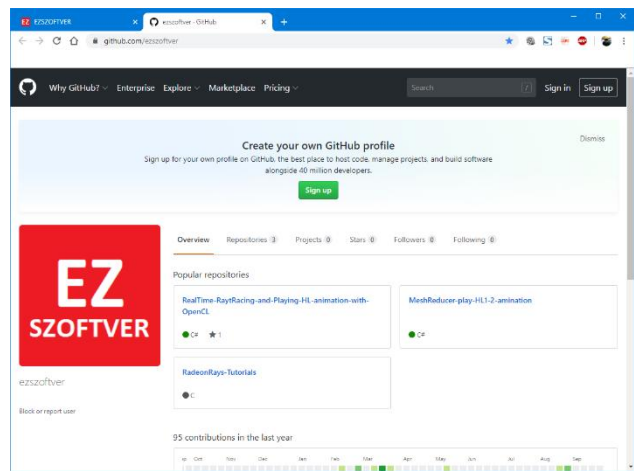 EZ EZSZOFTVER
ezszoftver · GitHub
github.com/ezszoftver
Why GitHub? Enterprise Explore Marketplace Pricing Search / Sign in Sign up
Create your own GitHub profile
Dismiss
Sign up for your own profile on GitHub, the best place to host code, manage projects, and build software
alongside 40 million developers.
Sign up
Overview Repositories 3 Projects 0 Stars 0 Followers 0 Following 0
Popular repositories
RealTime-RaytRacing-and-Playing-HL-animation-with-
OpenCL
C# 1
MeshReducer-play-HL1-2-amination
C#
RadeonRays-Tutorials
C
EZ
SZOFTVER
ezszoftver
Block or report user
95 contributions in the last year
Oct Nov Dec Jan Feb Mar Apr May Jun Jul Aug Sep